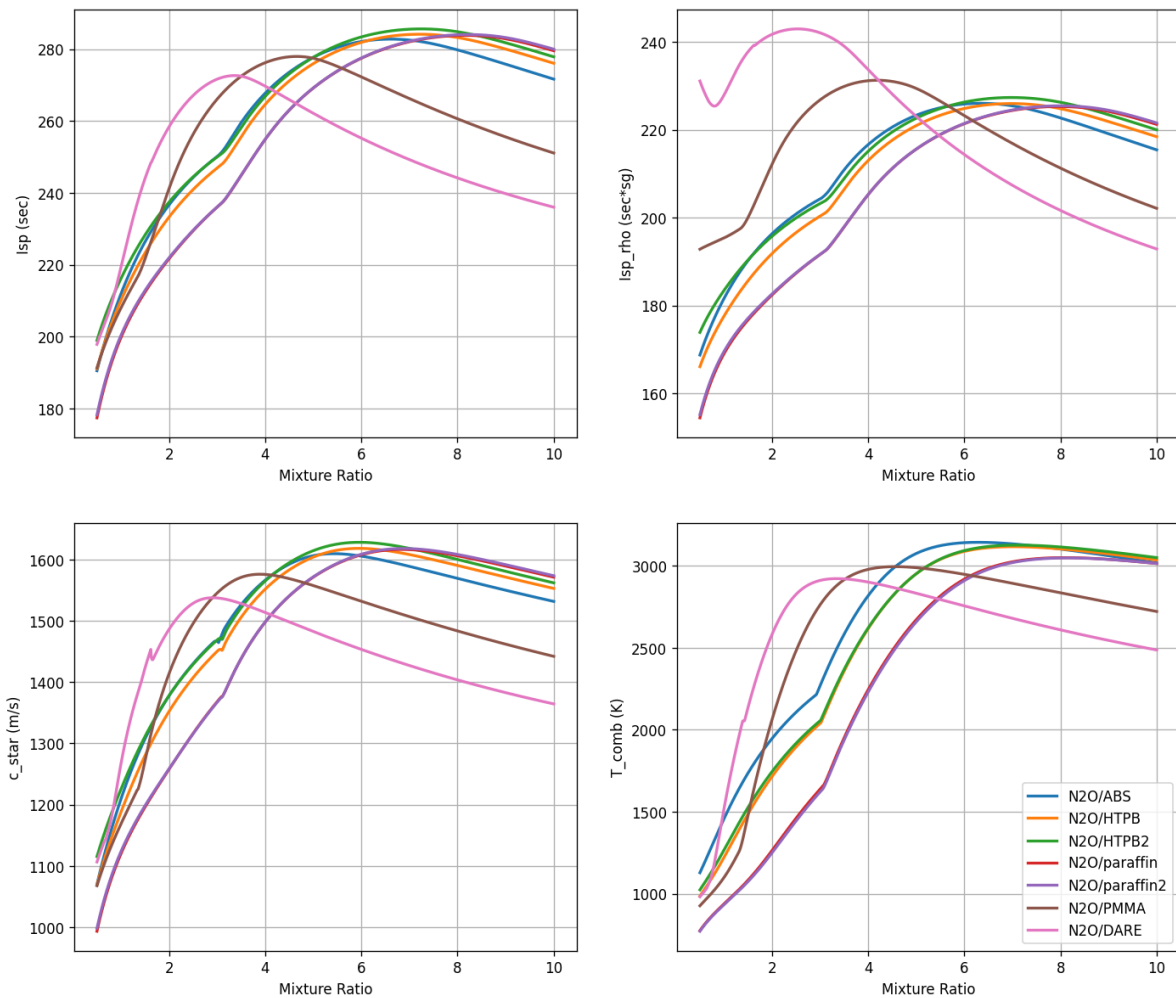 Isp (sec)
280
260
240
220
200
180
2
4
6
8
10
Mixture Ratio
Isp_rho (sec*sg)
240
220
200
180
160
2
4
6
8
10
Mixture Ratio
c_star (m/s)
1600
1500
1400
1300
1200
1100
1000
2
4
6
8
10
Mixture Ratio
T_comb (K)
3000
2500
2000
1500
1000
2
4
6
8
10
Mixture Ratio
N2O/ABS
N2O/HTPB
N2O/HTPB2
N2O/paraffin
N2O/paraffin2
N2O/PMMA
N2O/DARE